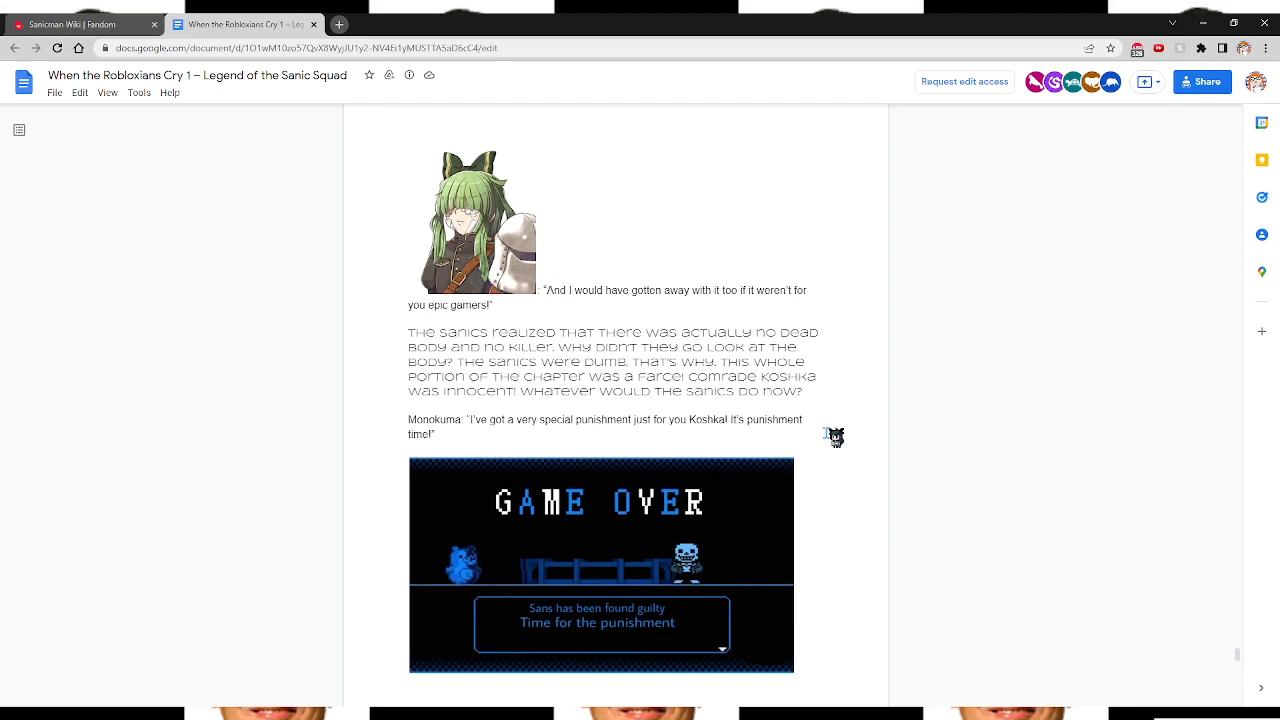 Sanicman Wiki | Fandom
When the Robloxians Cry 1 – Leg
docs.google.com/document/d/1O1wM10zo57QvX8WyjJU1y2-NV4Ei1yMUSTTA5aD6cC4/edit
When the Robloxians Cry 1 – Legend of the Sanic Squad
File Edit View Tools Help
Request edit access
Share
: “And I would have gotten away with it too if it weren’t for
you epic gamers!”
The Sanics realized that there was actually no dead
body and no killer. Why didn’t they go look at the
body? The Sanics were dumb, that’s why. This whole
portion of the chapter was a farce! Comrade Koshka
was innocent! Whatever would the Sanics do now?
Monokuma: “I’ve got a very special punishment just for you Koshka! It’s punishment
time!”
GAME OVER
Sans has been found guilty
Time for the punishment